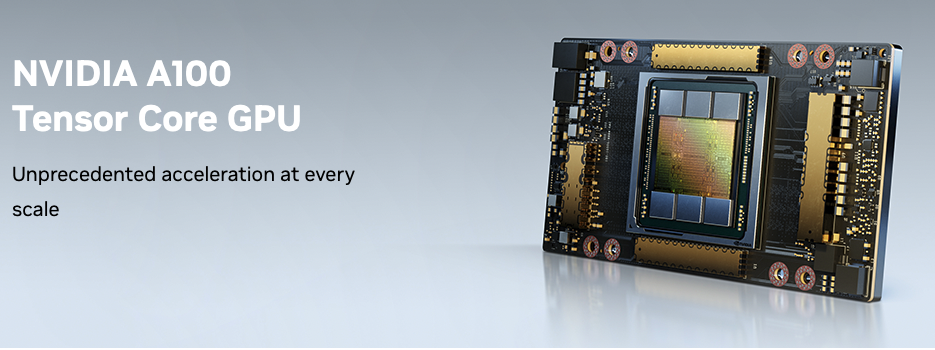 NVIDIA A100
Tensor Core GPU
Unprecedented acceleration at every
scale